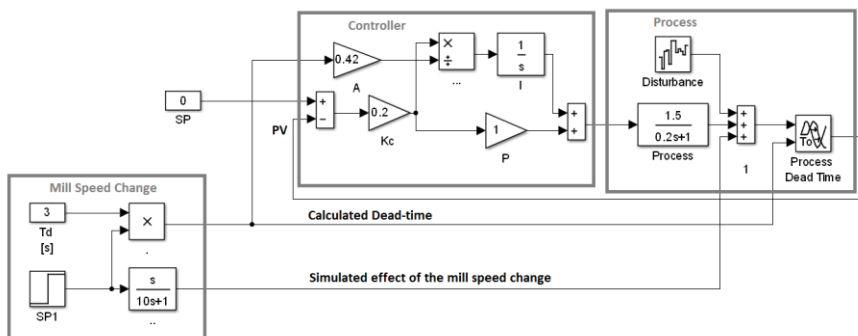 Controller
Process
0.42
A
×
÷
...
1
s
I
Disturbance
0
SP
+
−
PV
0.2
Kc
1
P
+
+
1.5
0.2s+1
Process
+
+
+
1
To
Process
Dead Time
Mill Speed Change
3
Td
[s]
×
.
Calculated Dead-time
SP1
s
10s+1
..
Simulated effect of the mill speed change